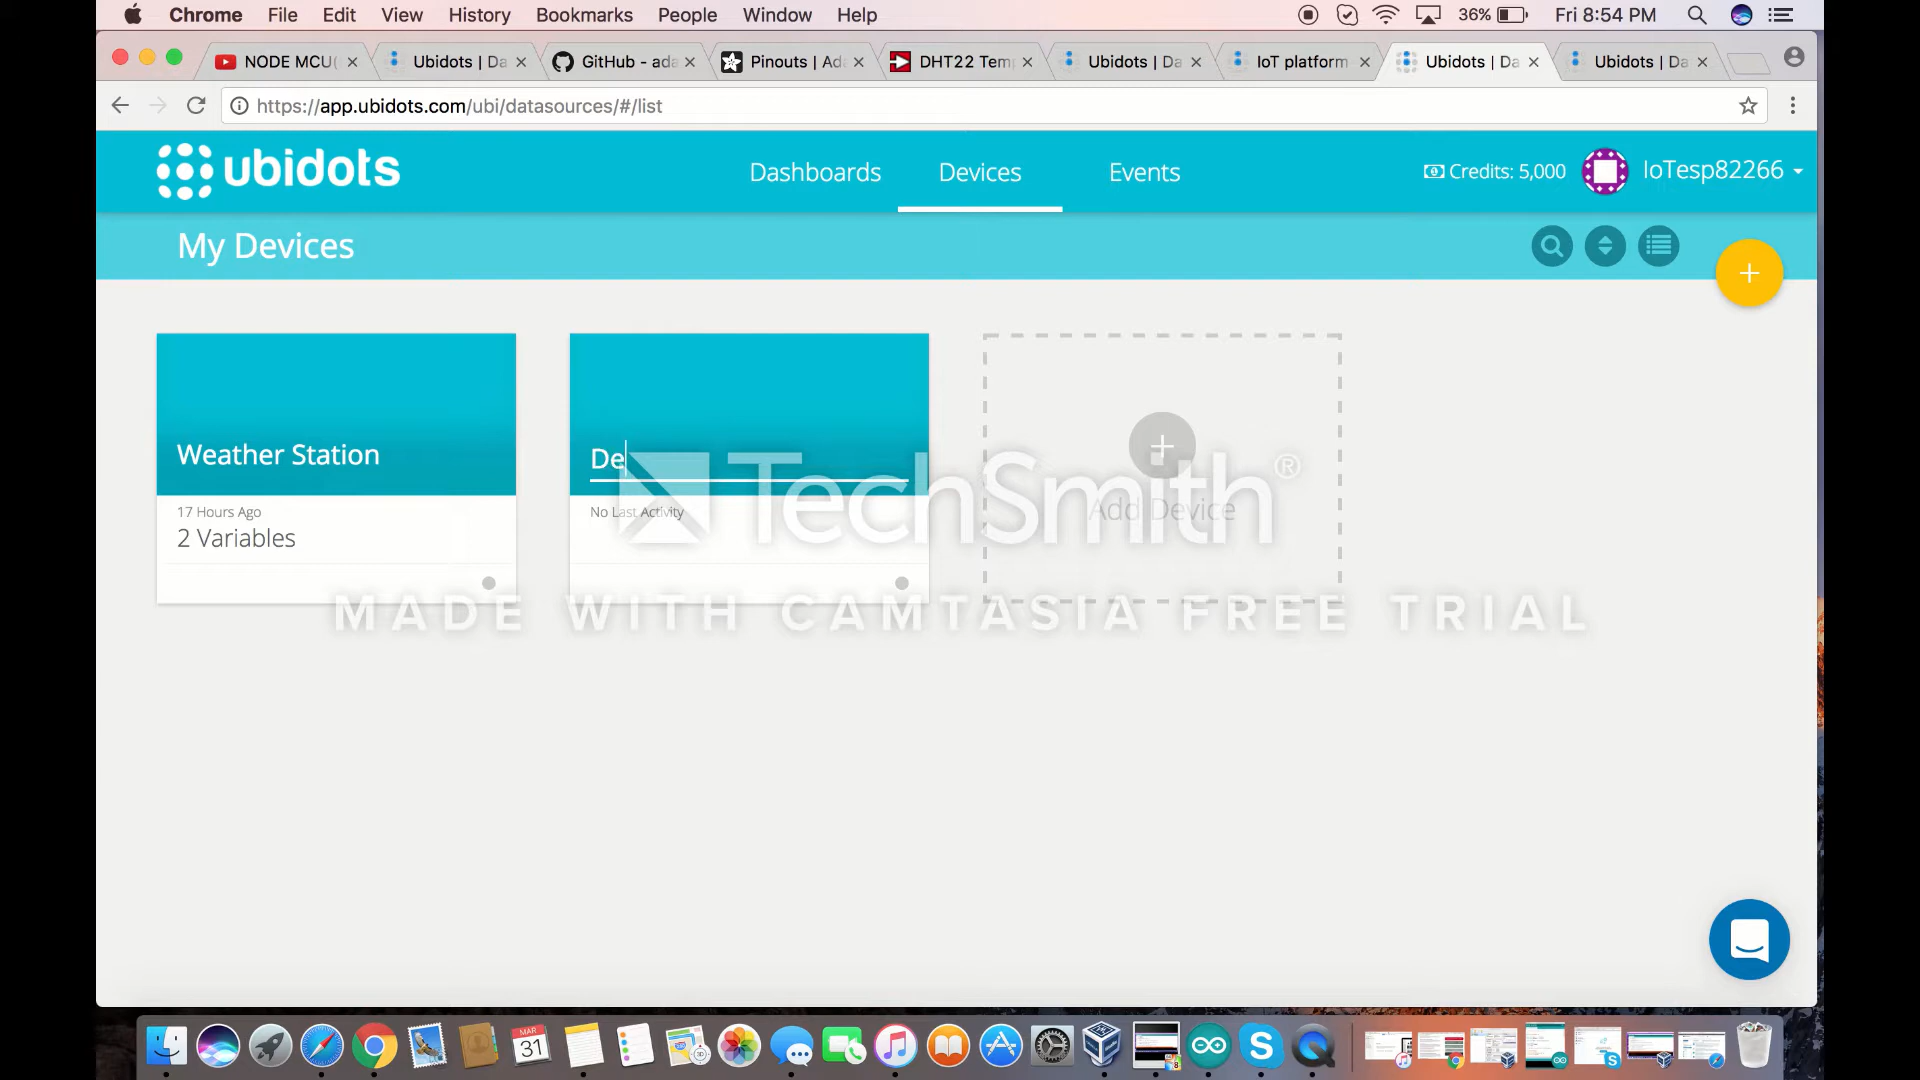 Chrome File Edit View History Bookmarks People Window Help 36% Fri 8:54 PM
NODE MCU( Ubidots | Da GitHub - ada Pinouts | Ad DHT22 Temp Ubidots | Da IoT platform Ubidots | Da Ubidots | Da
https://app.ubidots.com/ubi/datasources/#/list
ubidots Dashboards Devices Events Credits: 5,000 IoTesp82266
My Devices
Weather Station
De
17 Hours Ago
2 Variables
No Last Activity
Add Device
TechSmith®
MADE WITH CAMTASIA FREE TRIAL
MAR
31